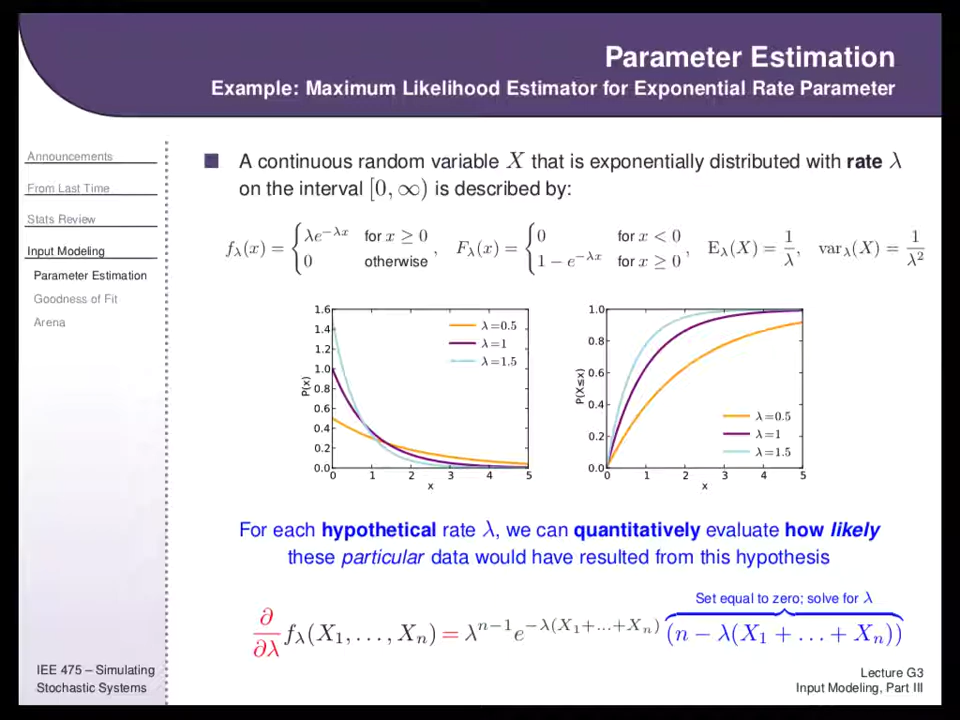 Parameter Estimation
Example: Maximum Likelihood Estimator for Exponential Rate Parameter
Announcements
From Last Time
Stats Review
Input Modeling
Parameter Estimation
Goodness of Fit
Arena
A continuous random variable X that is exponentially distributed with rate λ
on the interval [0, ∞) is described by:
f_λ(x) = { λe^{−λx} for x ≥ 0; 0 otherwise , F_λ(x) = { 0 for x < 0; 1 − e^{−λx} for x ≥ 0 , E_λ(X) = 1/λ, var_λ(X) = 1/λ²
1.6
1.4
1.2
1.0
0.8
0.6
0.4
0.2
0.0
P(x)
0 1 2 3 4 5
x
λ=0.5
λ=1
λ=1.5
1.0
0.8
0.6
0.4
0.2
0.0
P(X≤x)
0 1 2 3 4 5
x
λ=0.5
λ=1
λ=1.5
For each hypothetical rate λ, we can quantitatively evaluate how likely
these particular data would have resulted from this hypothesis
Set equal to zero; solve for λ
∂/∂λ f_λ(X₁, . . . , Xₙ) = λ^{n−1}e^{−λ(X₁+...+Xₙ)} (n − λ(X₁ + . . . + Xₙ))
IEE 475 – Simulating
Stochastic Systems
Lecture G3
Input Modeling, Part III